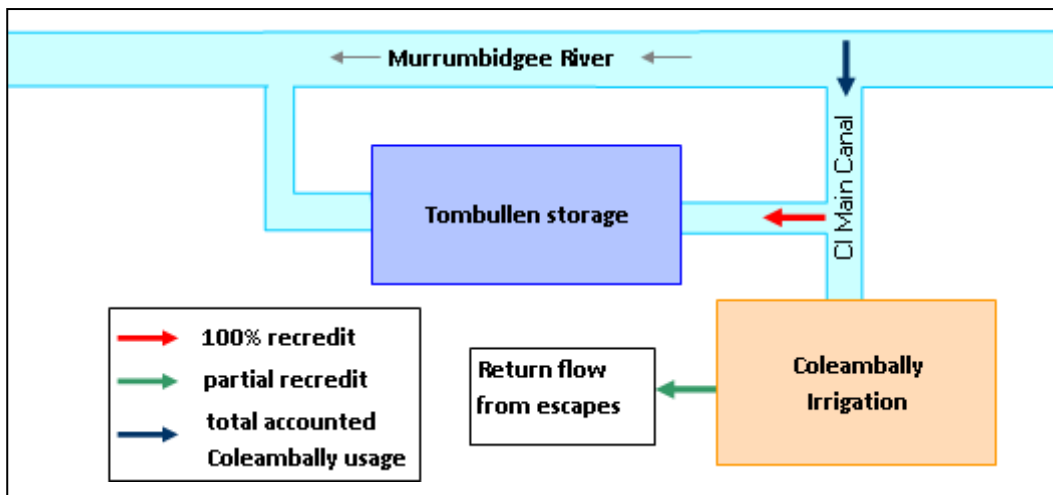 Murrumbidgee River
CI Main Canal
Tombullen storage
100% recredit
partial recredit
total accounted
Coleambally usage
Return flow
from escapes
Coleambally
Irrigation